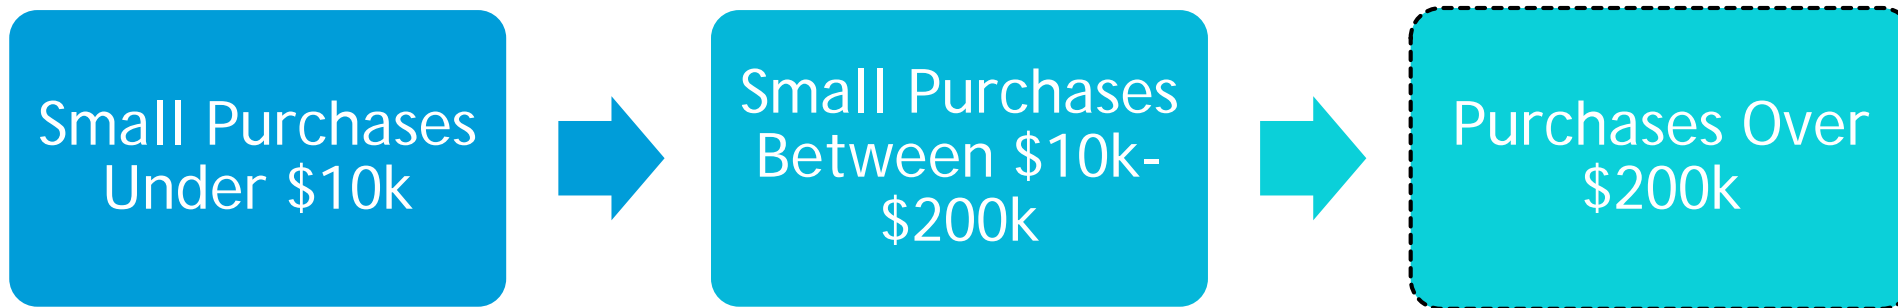 Small Purchases
Under $10k
Small Purchases
Between $10k-
$200k
Purchases Over
$200k